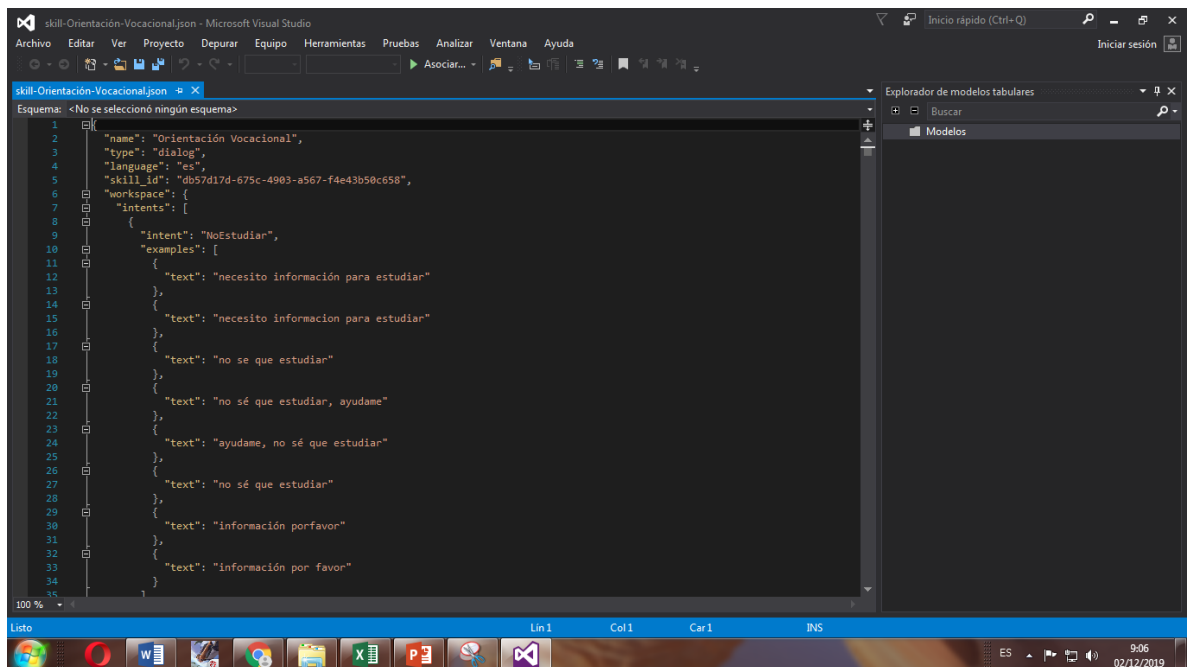 skill-Orientación-Vocacional.json - Microsoft Visual Studio
Inicio rápido (Ctrl+Q)
Archivo Editar Ver Proyecto Depurar Equipo Herramientas Pruebas Analizar Ventana Ayuda
Iniciar sesión
Asociar...
skill-Orientación-Vocacional.json
Explorador de modelos tabulares
Esquema: <No se seleccionó ningún esquema>
Buscar
Modelos
1 {
2 "name": "Orientación Vocacional",
3 "type": "dialog",
4 "language": "es",
5 "skill_id": "db57d17d-675c-4903-a567-f4e43b50c658",
6 "workspace": {
7 "intents": [
8 {
9 "intent": "NoEstudiar",
10 "examples": [
11 {
12 "text": "necesito información para estudiar"
13 },
14 {
15 "text": "necesito informacion para estudiar"
16 },
17 {
18 "text": "no se que estudiar"
19 },
20 {
21 "text": "no sé que estudiar, ayudame"
22 },
23 {
24 "text": "ayudame, no sé que estudiar"
25 },
26 {
27 "text": "no sé que estudiar"
28 },
29 {
30 "text": "información porfavor"
31 },
32 {
33 "text": "información por favor"
34 }
35 ]
100 %
Listo Lín 1 Col 1 Car 1 INS
ES 9:06
02/12/2019